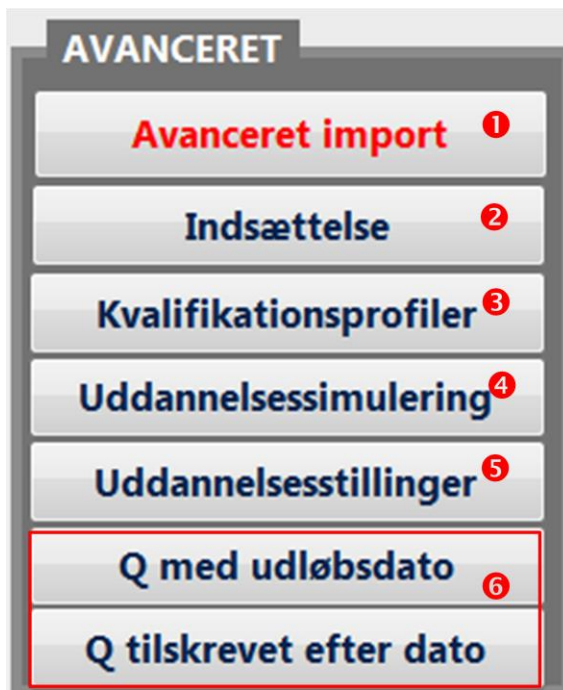 AVANCERET
Avanceret import ❶
Indsættelse ❷
Kvalifikationsprofiler ❸
Uddannelsessimulering ❹
Uddannelsesstillinger ❺
Q med udløbsdato
❻
Q tilskrevet efter dato